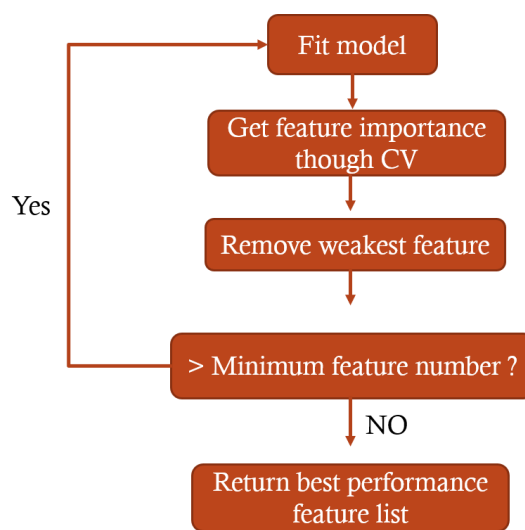 Fit model
Get feature importance
though CV
Yes
Remove weakest feature
> Minimum feature number ?
NO
Return best performance
feature list